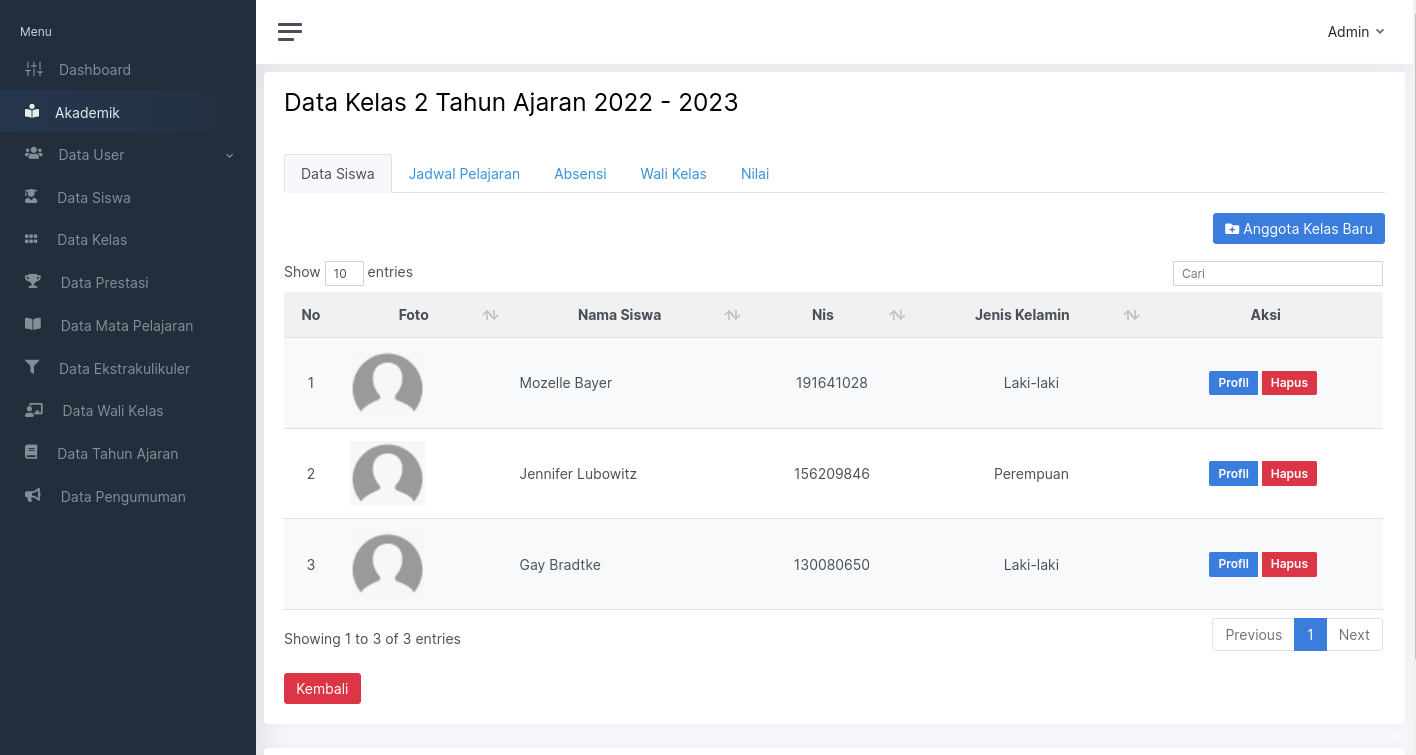 Menu
Dashboard
Akademik
Data User
Data Siswa
Data Kelas
Data Prestasi
Data Mata Pelajaran
Data Ekstrakulikuler
Data Wali Kelas
Data Tahun Ajaran
Data Pengumuman
Admin
Data Kelas 2 Tahun Ajaran 2022 - 2023
Data Siswa Jadwal Pelajaran Absensi Wali Kelas Nilai
Anggota Kelas Baru
Show 10 entries Cari
No Foto Nama Siswa Nis Jenis Kelamin Aksi
1 Mozelle Bayer 191641028 Laki-laki Profil Hapus
2 Jennifer Lubowitz 156209846 Perempuan Profil Hapus
3 Gay Bradtke 130080650 Laki-laki Profil Hapus
Showing 1 to 3 of 3 entries Previous 1 Next
Kembali